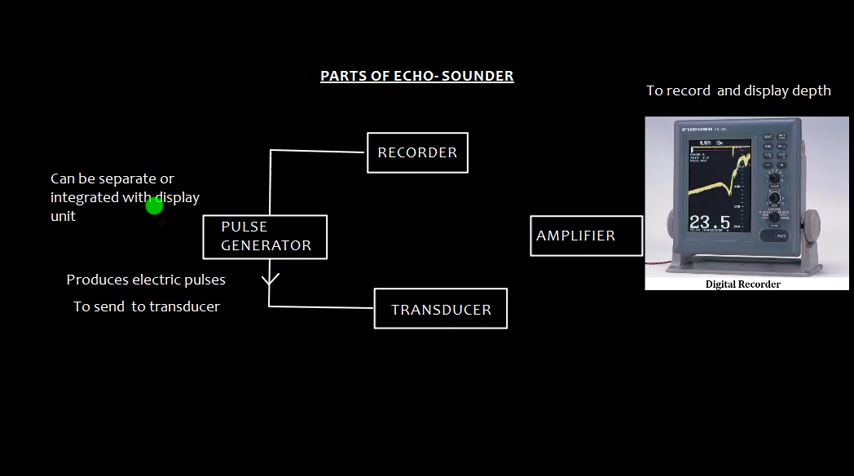 PARTS OF ECHO- SOUNDER
To record and display depth
RECORDER
Can be separate or
integrated with display
unit
PULSE
GENERATOR
AMPLIFIER
Produces electric pulses
To send to transducer
TRANSDUCER
FURUNO
23.5
Digital Recorder